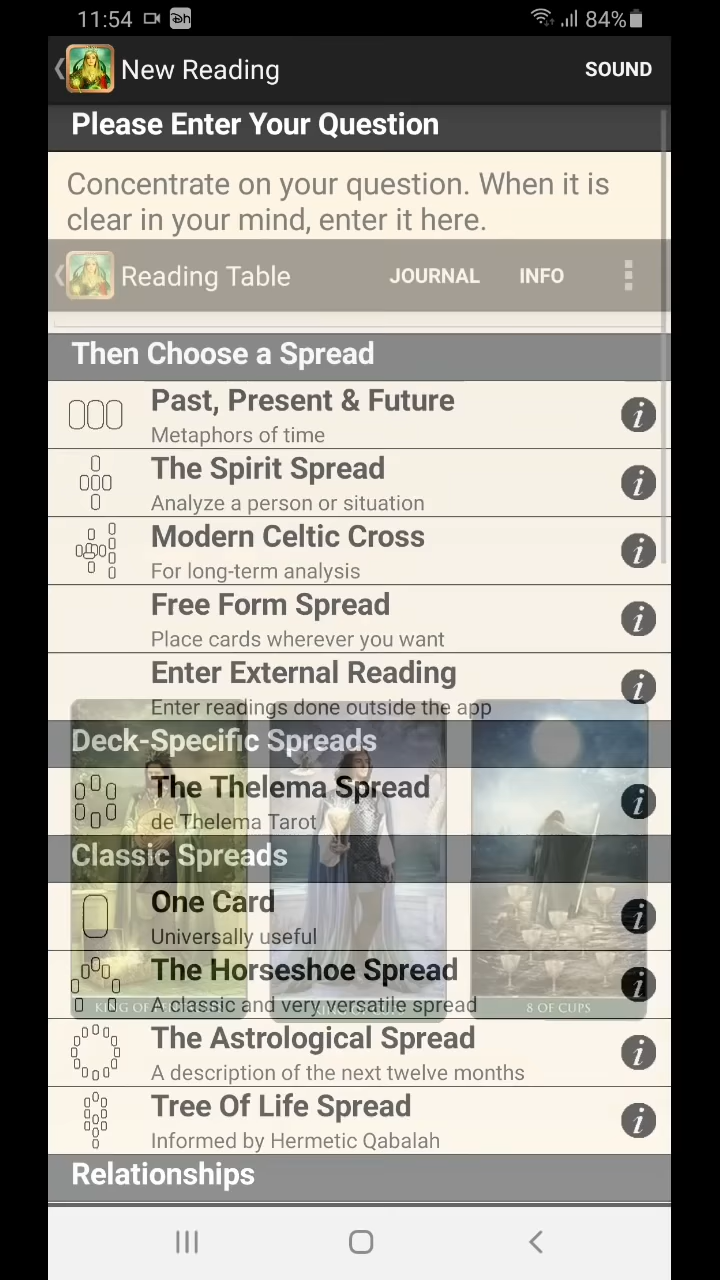 11:54
84%
New Reading
SOUND
Please Enter Your Question
Concentrate on your question. When it is
clear in your mind, enter it here.
Reading Table
JOURNAL
INFO
Then Choose a Spread
Past, Present & Future
Metaphors of time
The Spirit Spread
Analyze a person or situation
Modern Celtic Cross
For long-term analysis
Free Form Spread
Place cards wherever you want
Enter External Reading
Enter readings done outside the app
Deck-Specific Spreads
The Thelema Spread
de Thelema Tarot
Classic Spreads
One Card
Universally useful
The Horseshoe Spread
A classic and very versatile spread
KING OF
8 OF CUPS
The Astrological Spread
A description of the next twelve months
Tree Of Life Spread
Informed by Hermetic Qabalah
Relationships